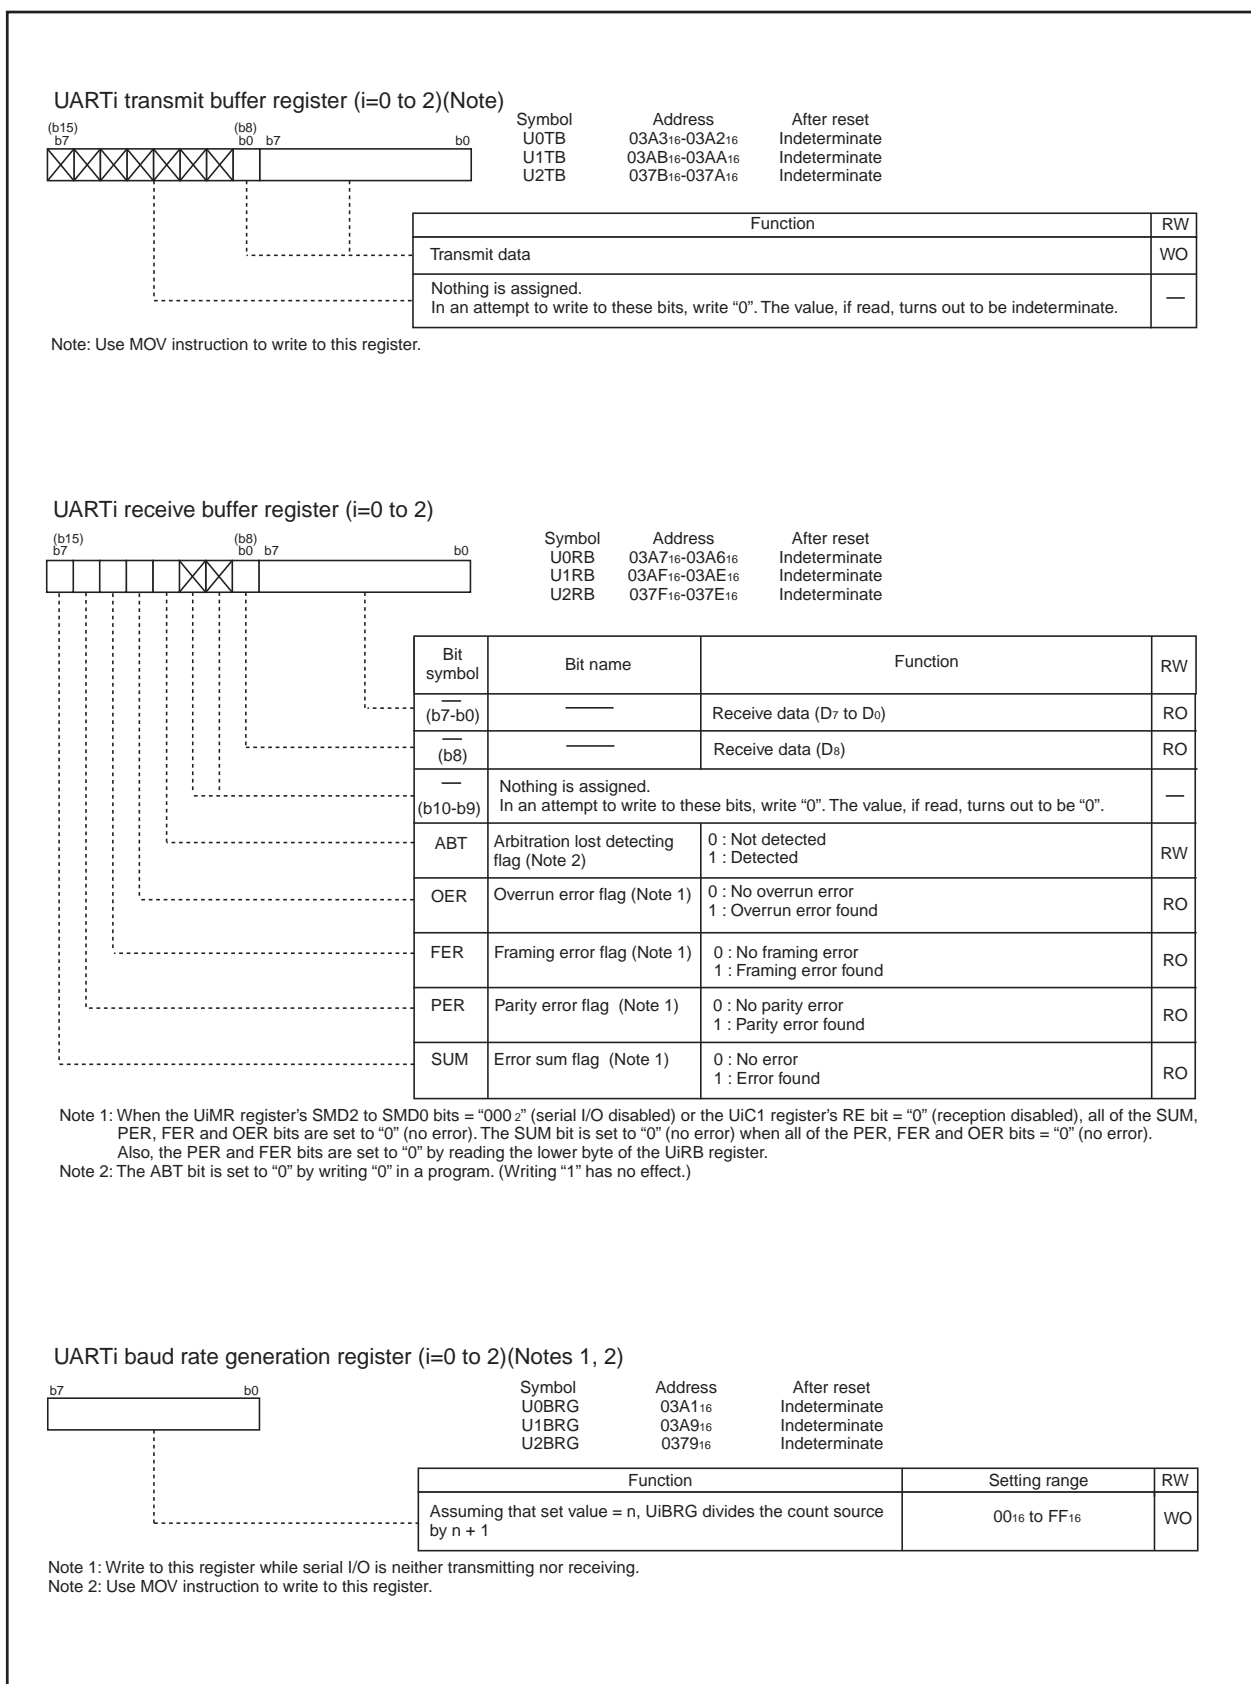 UARTi transmit buffer register (i=0 to 2)(Note)
(b15) (b8)
b7 b0 b7 b0
Symbol Address After reset
U0TB 03A316-03A216 Indeterminate
U1TB 03AB16-03AA16 Indeterminate
U2TB 037B16-037A16 Indeterminate
Function RW
Transmit data WO
Nothing is assigned.
In an attempt to write to these bits, write “0”. The value, if read, turns out to be indeterminate. —
Note: Use MOV instruction to write to this register.
UARTi receive buffer register (i=0 to 2)
(b15) (b8)
b7 b0 b7 b0
Symbol Address After reset
U0RB 03A716-03A616 Indeterminate
U1RB 03AF16-03AE16 Indeterminate
U2RB 037F16-037E16 Indeterminate
Bit symbol Bit name Function RW
— (b7-b0) — Receive data (D7 to D0) RO
— (b8) — Receive data (D8) RO
— (b10-b9) Nothing is assigned.
In an attempt to write to these bits, write “0”. The value, if read, turns out to be “0”. —
ABT Arbitration lost detecting flag (Note 2) 0 : Not detected
1 : Detected RW
OER Overrun error flag (Note 1) 0 : No overrun error
1 : Overrun error found RO
FER Framing error flag (Note 1) 0 : No framing error
1 : Framing error found RO
PER Parity error flag (Note 1) 0 : No parity error
1 : Parity error found RO
SUM Error sum flag (Note 1) 0 : No error
1 : Error found RO
Note 1: When the UiMR register’s SMD2 to SMD0 bits = “0002” (serial I/O disabled) or the UiC1 register’s RE bit = “0” (reception disabled), all of the SUM,
PER, FER and OER bits are set to “0” (no error). The SUM bit is set to “0” (no error) when all of the PER, FER and OER bits = “0” (no error).
Also, the PER and FER bits are set to “0” by reading the lower byte of the UiRB register.
Note 2: The ABT bit is set to “0” by writing “0” in a program. (Writing “1” has no effect.)
UARTi baud rate generation register (i=0 to 2)(Notes 1, 2)
b7 b0
Symbol Address After reset
U0BRG 03A116 Indeterminate
U1BRG 03A916 Indeterminate
U2BRG 037916 Indeterminate
Function Setting range RW
Assuming that set value = n, UiBRG divides the count source
by n + 1 0016 to FF16 WO
Note 1: Write to this register while serial I/O is neither transmitting nor receiving.
Note 2: Use MOV instruction to write to this register.